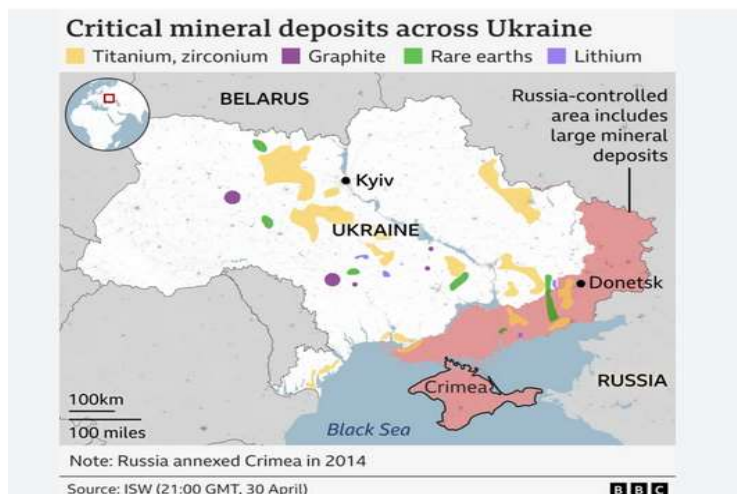 Critical mineral deposits across Ukraine
Titanium, zirconium Graphite Rare earths Lithium
BELARUS
Russia-controlled
area includes
large mineral
deposits
Kyiv
UKRAINE
Donetsk
Crimea
RUSSIA
100km
100 miles
Black Sea
Note: Russia annexed Crimea in 2014
Source: ISW (21:00 GMT, 30 April) BBC